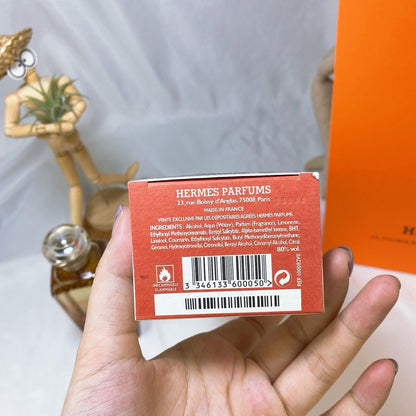 HERMÈS PARFUMS
23, rue Boissy d'Anglas 75008 Paris
MADE IN FRANCE
VENTE EXCLUSIVE PAR LES DEPOSITAIRES AGREES HERMES PARFUMS
INGREDIENTS: Alcohol, Aqua (Water), Parfum (Fragrance), Limonene,
Ethylhexyl Methoxycinnamate, Benzyl Salicylate, Alpha-Isomethyl Ionone, BHT,
Linalool, Coumarin, Ethylhexyl Salicylate, Butyl Methoxydibenzoylmethane,
Geraniol, Hydroxycitronellal, Citronellol, Benzyl Alcohol, Cinnamyl Alcohol, Citral.
80% vol.
INFLAMMABLE
FLAMMABLE
3 346133 600050